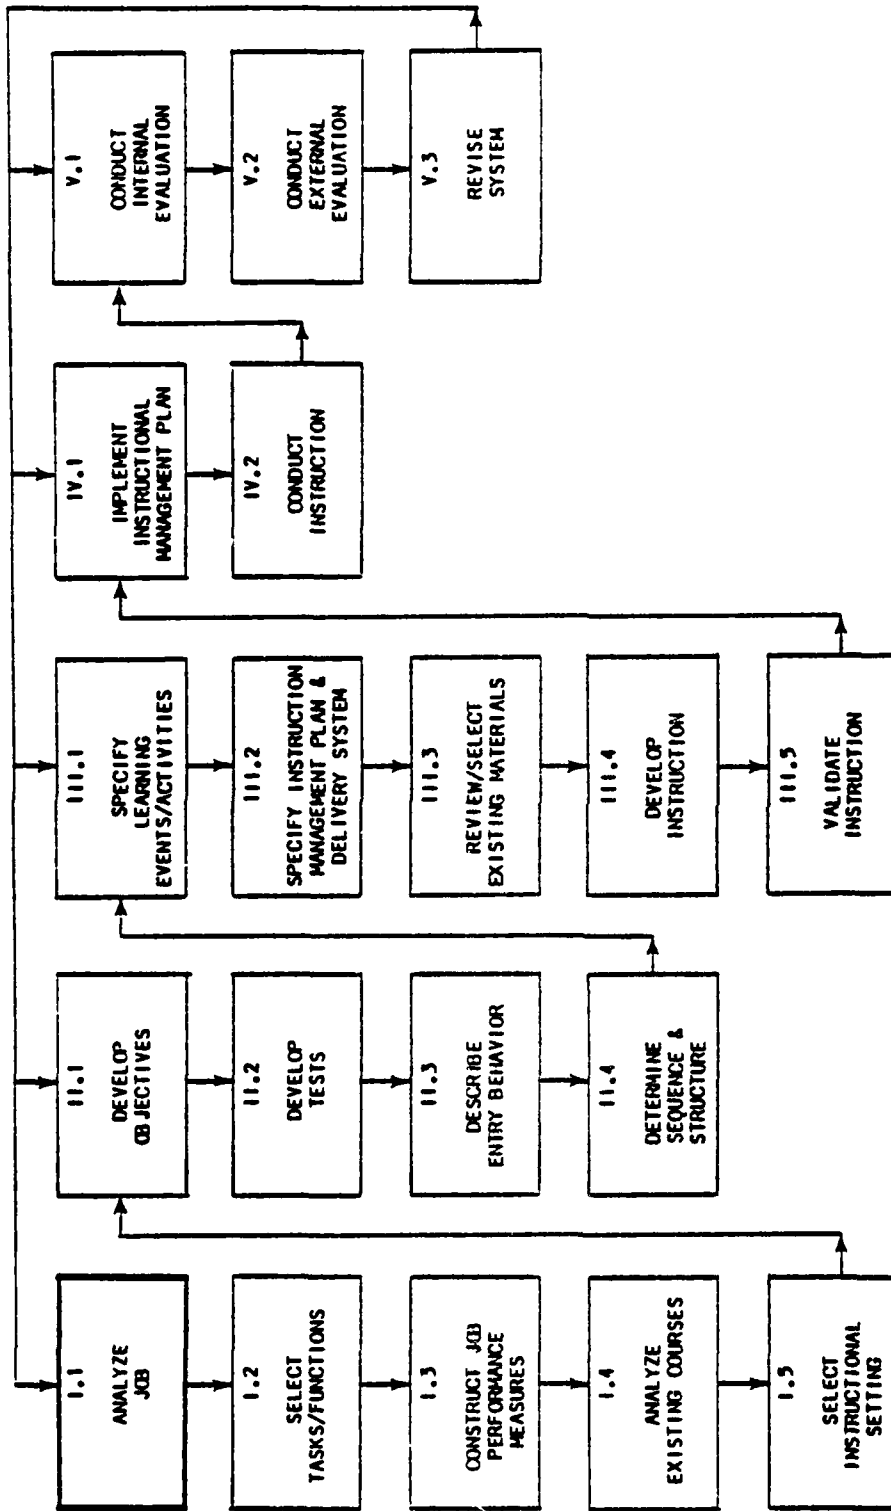 I.1
ANALYZE
JOB
I.2
SELECT
TASKS/FUNCTIONS
I.3
CONSTRUCT JOB
PERFORMANCE
MEASURES
I.4
ANALYZE
EXISTING COURSES
I.5
SELECT
INSTRUCTIONAL
SETTING
II.1
DEVELOP
OBJECTIVES
II.2
DEVELOP
TESTS
II.3
DESCRIBE
ENTRY BEHAVIOR
II.4
DETERMINE
SEQUENCE &
STRUCTURE
III.1
SPECIFY
LEARNING
EVENTS/ACTIVITIES
III.2
SPECIFY INSTRUCTION
MANAGEMENT PLAN &
DELIVERY SYSTEM
III.3
REVIEW/SELECT
EXISTING MATERIALS
III.4
DEVELOP
INSTRUCTION
III.5
VALIDATE
INSTRUCTION
IV.1
IMPLEMENT
INSTRUCTIONAL
MANAGEMENT PLAN
IV.2
CONDUCT
INSTRUCTION
V.1
CONDUCT
INTERNAL
EVALUATION
V.2
CONDUCT
EXTERNAL
EVALUATION
V.3
REVISE
SYSTEM